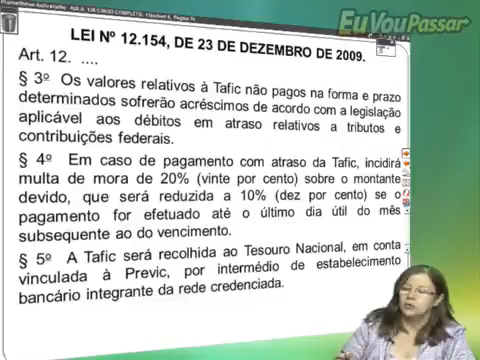 EuVouPassar
LEI Nº 12.154, DE 23 DE DEZEMBRO DE 2009.
Art. 12. ....
§ 3º Os valores relativos à Tafic não pagos na forma e prazo
determinados sofrerão acréscimos de acordo com a legislação
aplicável aos débitos em atraso relativos a tributos e
contribuições federais.
§ 4º Em caso de pagamento com atraso da Tafic, incidirá
multa de mora de 20% (vinte por cento) sobre o montante
devido, que será reduzida a 10% (dez por cento) se o
pagamento for efetuado até o último dia útil do mês
subsequente ao do vencimento.
§ 5º A Tafic será recolhida ao Tesouro Nacional, em conta
vinculada à Previc, por intermédio de estabelecimento
bancário integrante da rede credenciada.